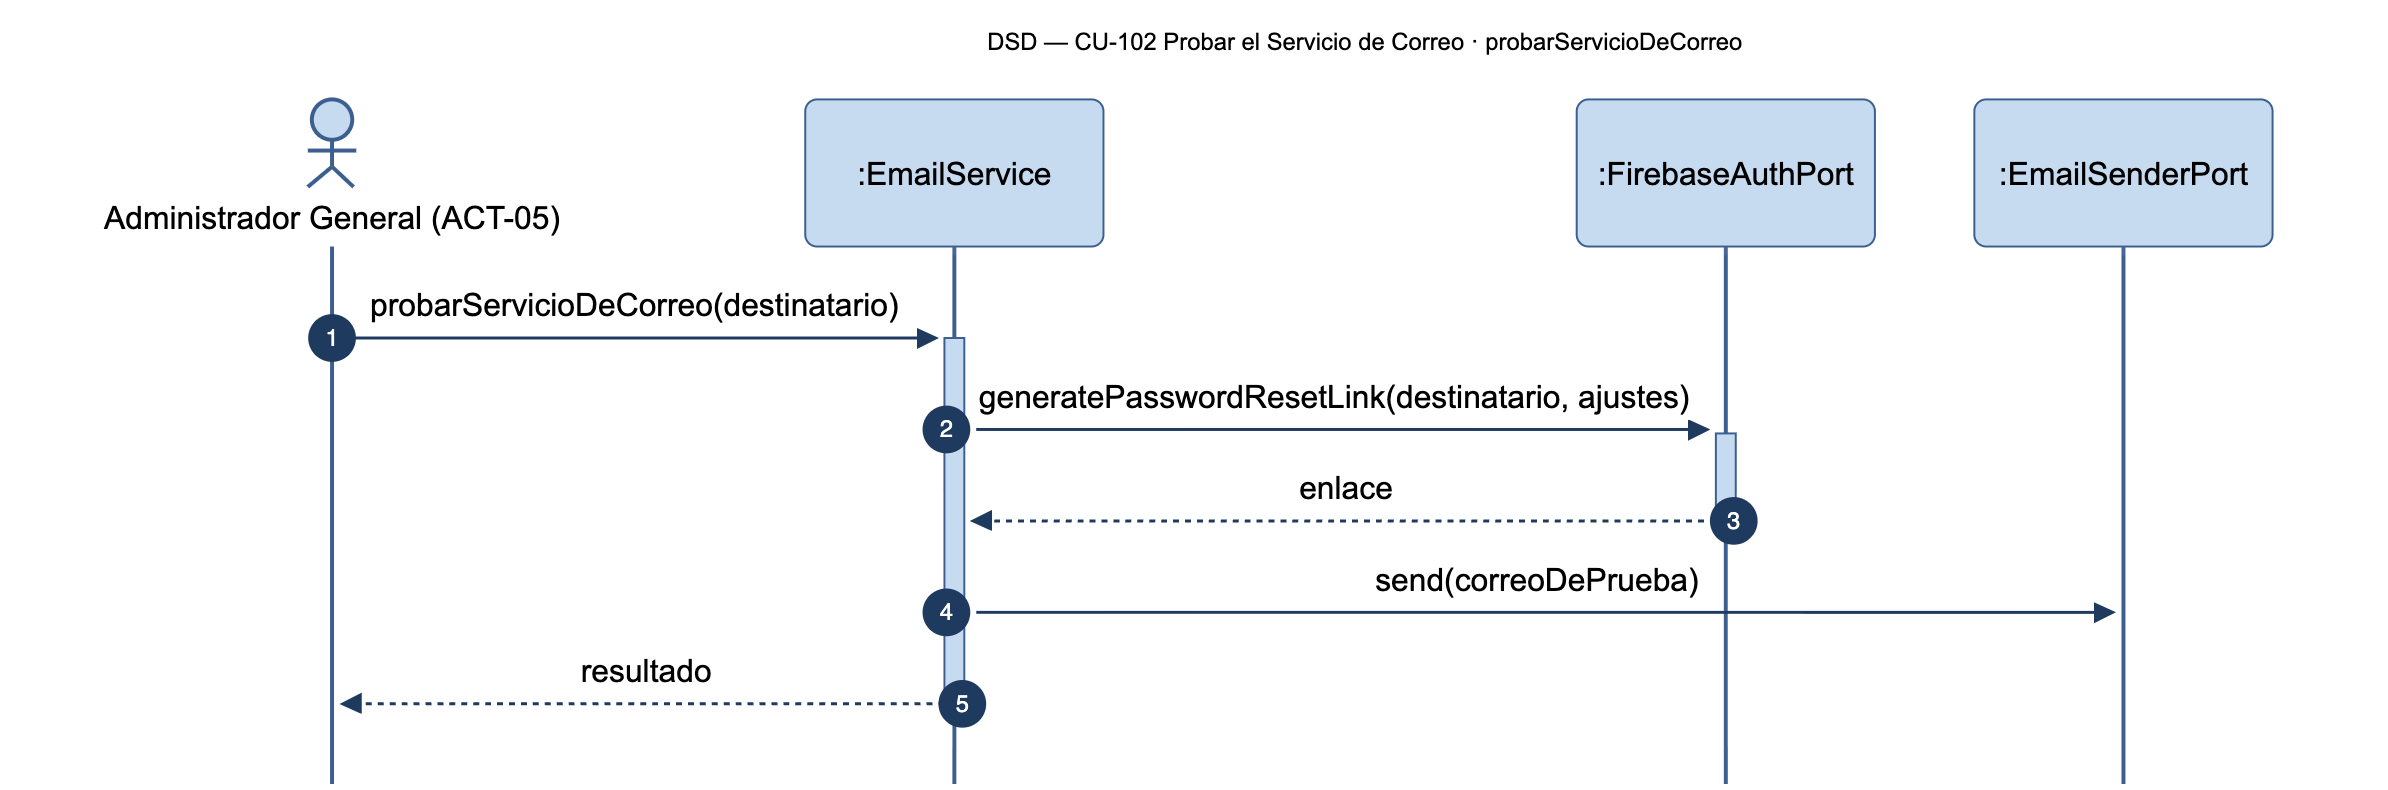 DSD — CU-102 Probar el Servicio de Correo · probarServicioDeCorreo
Administrador General (ACT-05)
:EmailService
:FirebaseAuthPort
:EmailSenderPort
probarServicioDeCorreo(destinatario)
1
generatePasswordResetLink(destinatario, ajustes)
2
enlace
3
send(correoDePrueba)
4
resultado
5